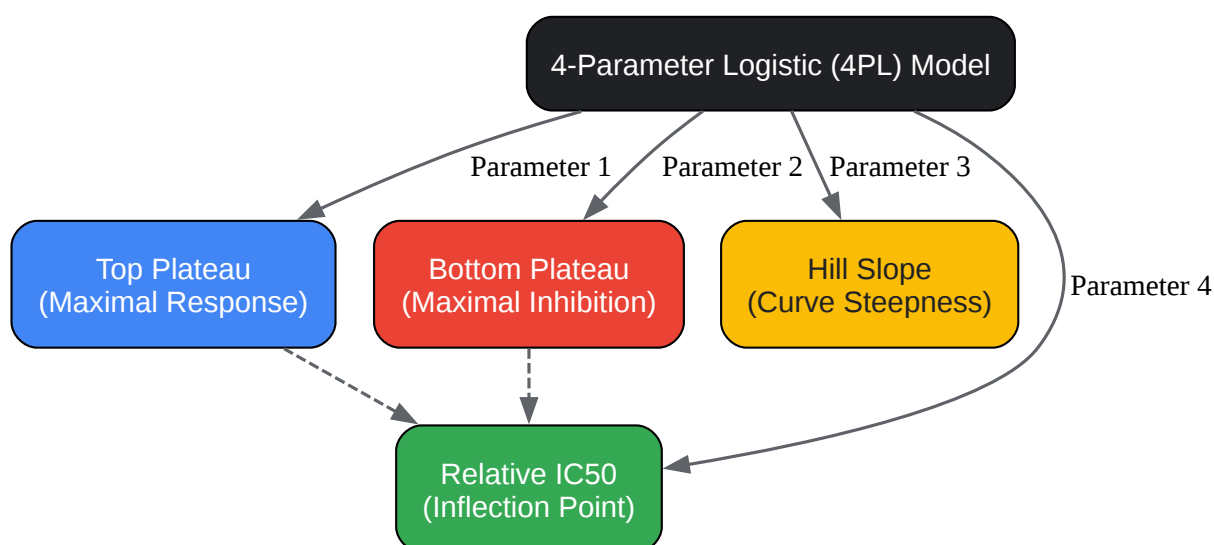 4-Parameter Logistic (4PL) Model
Parameter 1
Parameter 2
Parameter 3
Top Plateau
(Maximal Response)
Bottom Plateau
(Maximal Inhibition)
Hill Slope
(Curve Steepness)
Parameter 4
Relative IC50
(Inflection Point)